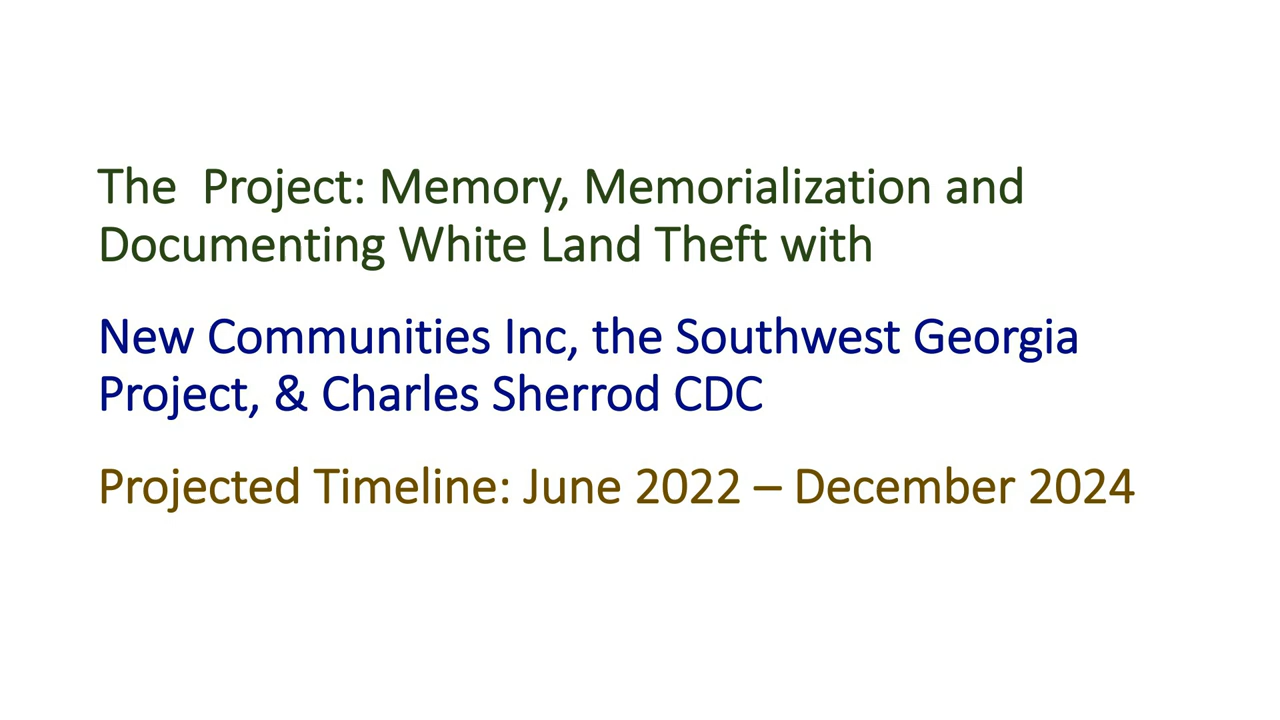 The  Project: Memory, Memorialization and
Documenting White Land Theft with
New Communities Inc, the Southwest Georgia
Project, & Charles Sherrod CDC
Projected Timeline: June 2022 – December 2024